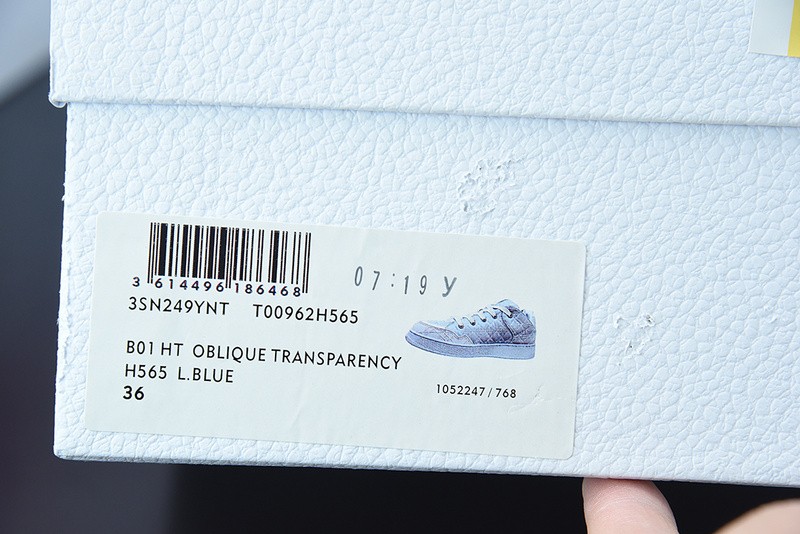 07:19 y
3 614496 186468
3SN249YNT T00962H565
B01 HT OBLIQUE TRANSPARENCY
H565 L.BLUE
36
1052247/768